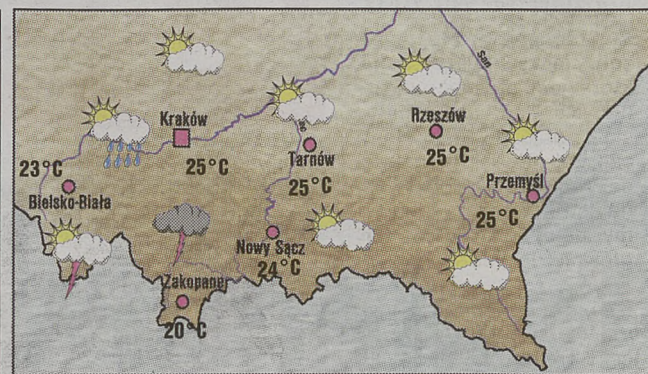 San
Kraków
25°C
Rzeszów
25°C
Tarnów
25°C
23°C
Bielsko-Biała
Przemyśl
25°C
Nowy Sącz
24°C
Zakopane
20°C